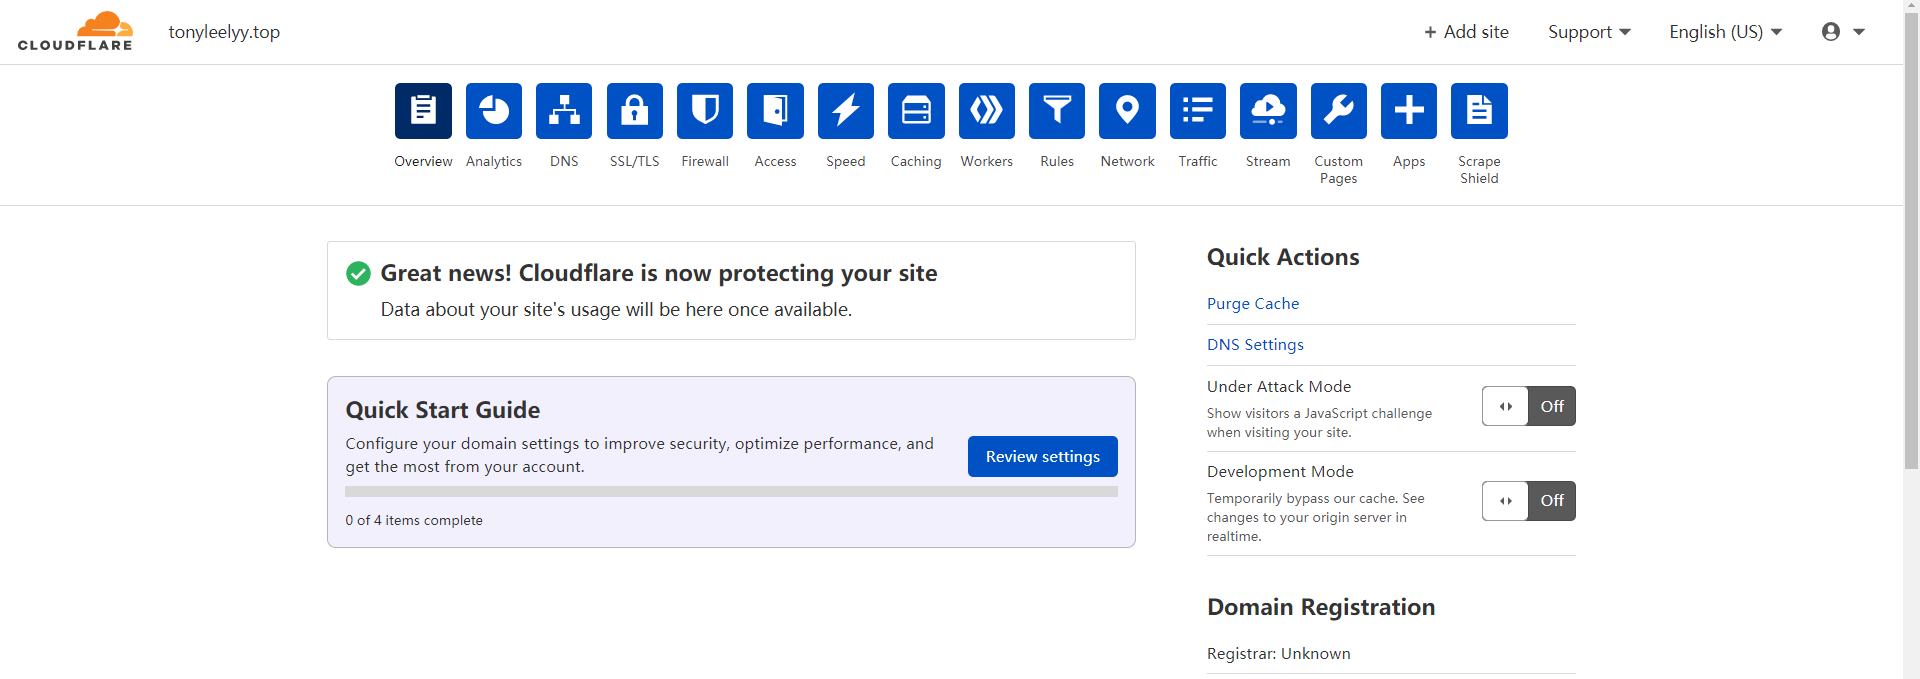 CLOUDFLARE
tonyleelyy.top
Add site
Support
English (US)
Overview
Analytics
DNS
SSL/TLS
Firewall
Access
Speed
Caching
Workers
Rules
Network
Traffic
Stream
Custom
Pages
Apps
Scrape
Shield
Great news! Cloudflare is now protecting your site
Data about your site's usage will be here once available.
Quick Start Guide
Configure your domain settings to improve security, optimize performance, and
get the most from your account.
Review settings
0 of 4 items complete
Quick Actions
Purge Cache
DNS Settings
Under Attack Mode
Show visitors a JavaScript challenge
when visiting your site.
Off
Development Mode
Temporarily bypass our cache. See
changes to your origin server in
realtime.
Off
Domain Registration
Registrar: Unknown